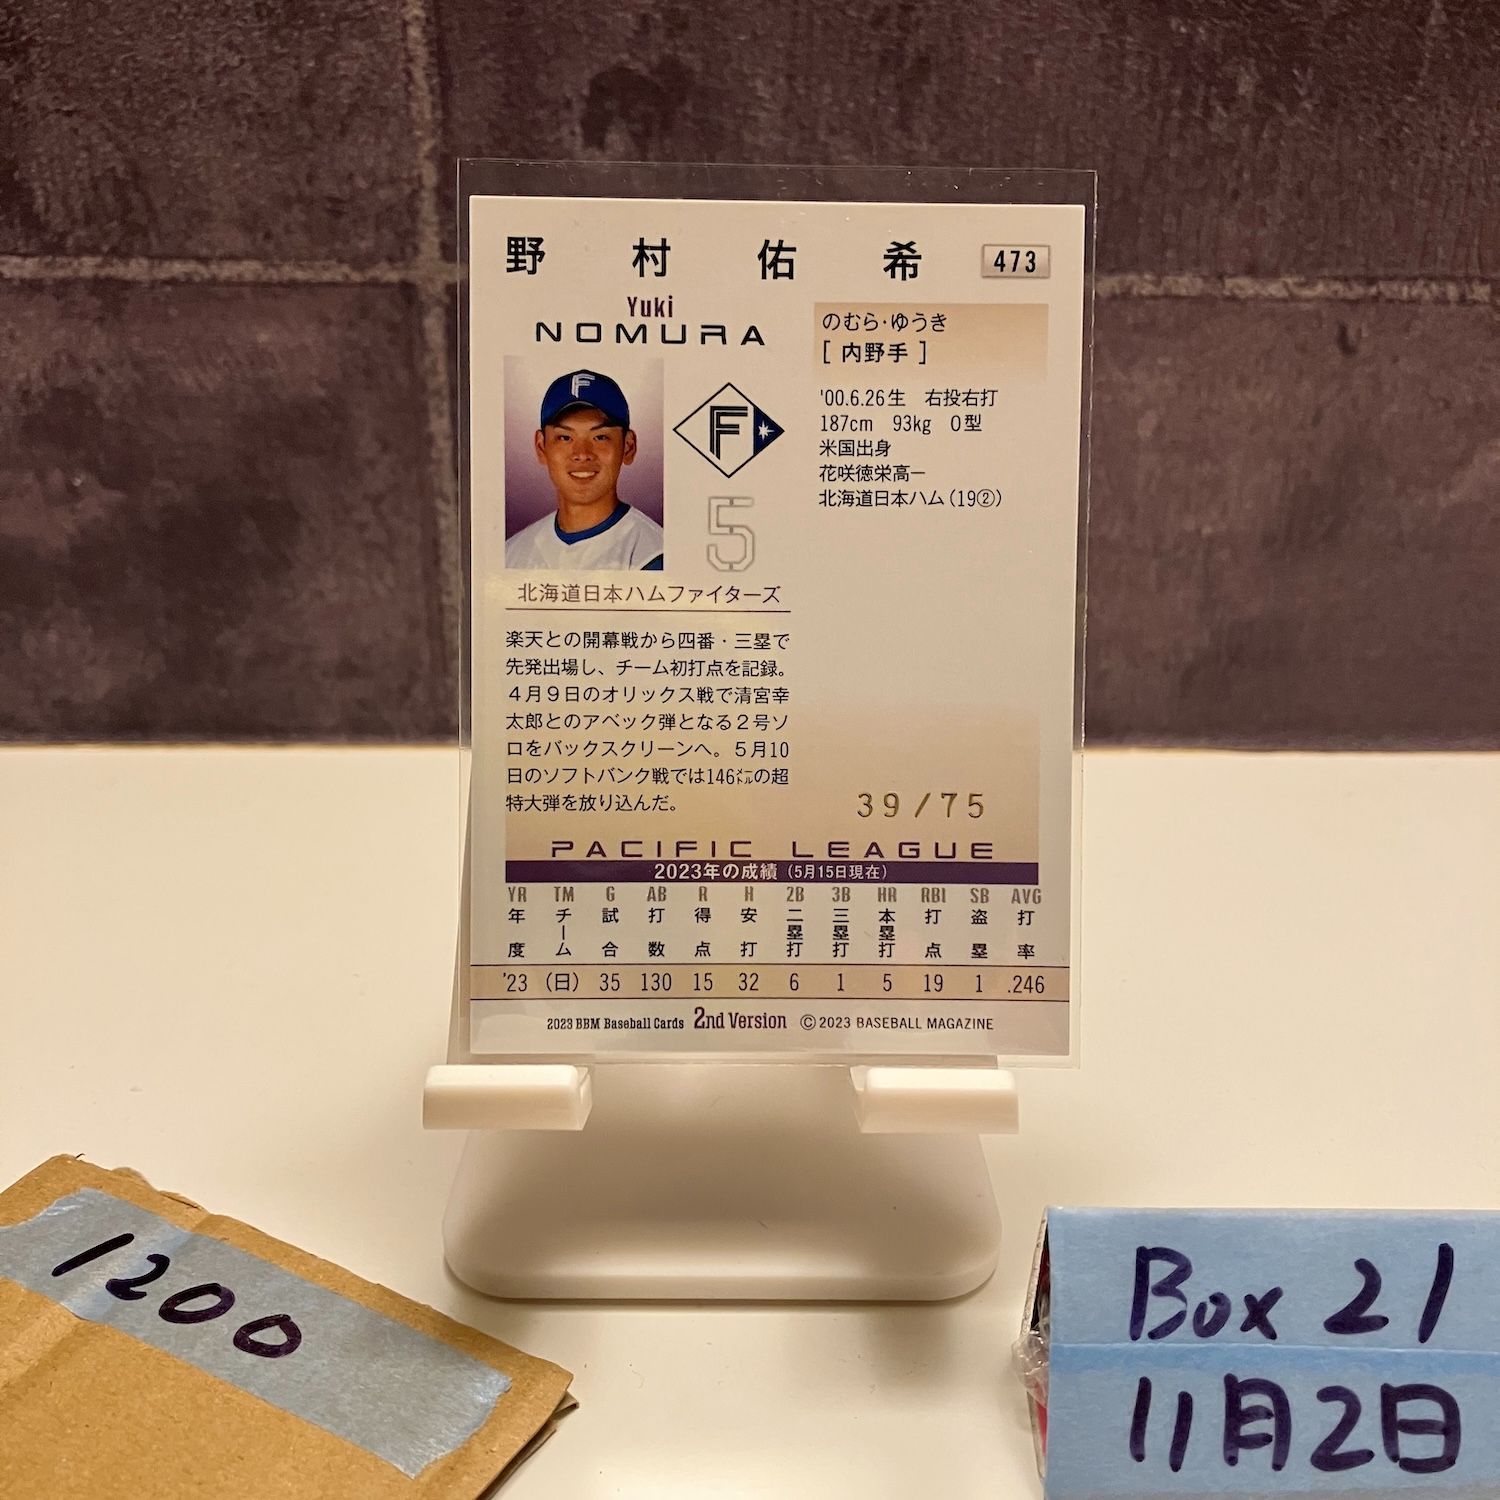 野村佑希 473
Yuki
NOMURA
のむら・ゆうき
[内野手]
'00.6.26生 右投右打
187cm 93kg O型
米国出身
花咲徳栄高ー
北海道日本ハム(19②)
F
F
5
北海道日本ハムファイターズ
楽天との開幕戦から四番・三塁で
先発出場し、チーム初打点を記録。
4月9日のオリックス戦で清宮幸
太郎とのアベック弾となる2号ソ
ロをバックスクリーンへ。5月10
日のソフトバンク戦では146㍍の超
特大弾を放り込んだ。
39/75
PACIFIC LEAGUE
2023年の成績(5月15日現在)
YR TM G AB R H 2B 3B HR RBI SB AVG
年度 チーム 試合 打数 得点 安打 二塁打 三塁打 本塁打 打点 盗塁 打率
'23 (日) 35 130 15 32 6 1 5 19 1 .246
2023 BBM Baseball Cards 2nd Version ©2023 BASEBALL MAGAZINE
1200
Box 21
11月2日